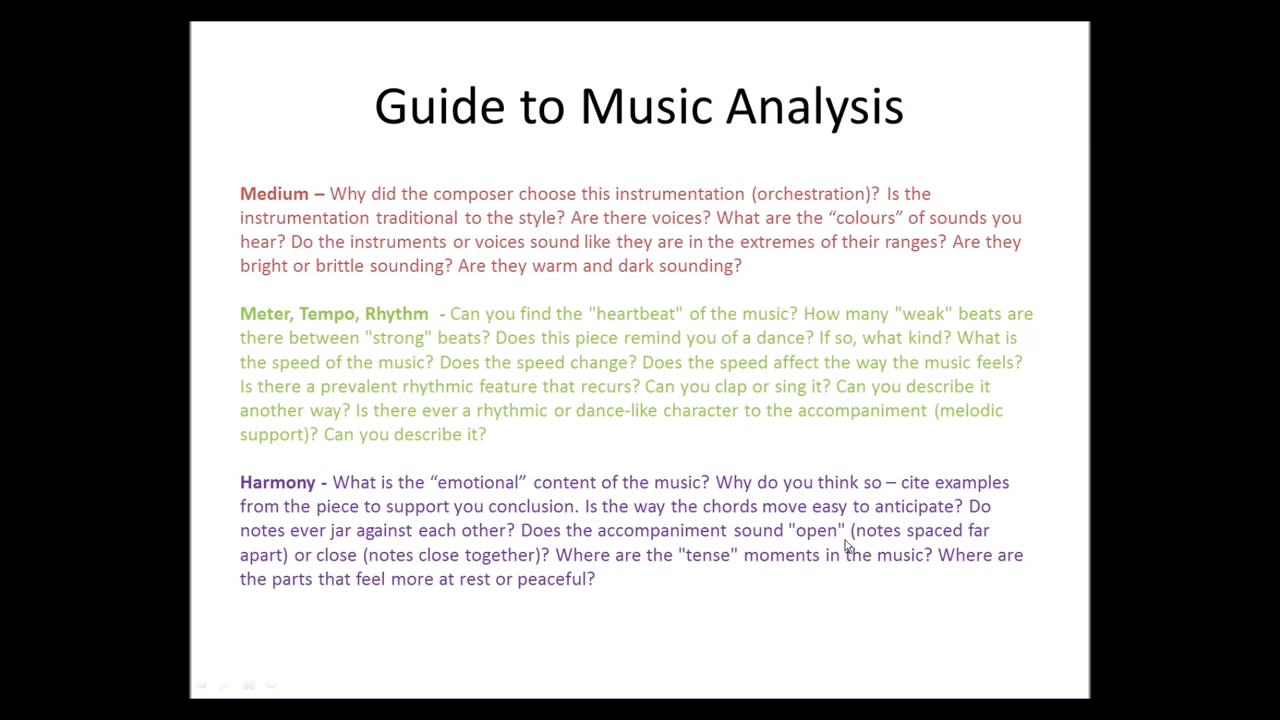 Guide to Music Analysis
Medium – Why did the composer choose this instrumentation (orchestration)? Is the
instrumentation traditional to the style? Are there voices? What are the “colours” of sounds you
hear? Do the instruments or voices sound like they are in the extremes of their ranges? Are they
bright or brittle sounding? Are they warm and dark sounding?
Meter, Tempo, Rhythm - Can you find the "heartbeat" of the music? How many "weak" beats are
there between "strong" beats? Does this piece remind you of a dance? If so, what kind? What is
the speed of the music? Does the speed change? Does the speed affect the way the music feels?
Is there a prevalent rhythmic feature that recurs? Can you clap or sing it? Can you describe it
another way? Is there ever a rhythmic or dance-like character to the accompaniment (melodic
support)? Can you describe it?
Harmony - What is the “emotional” content of the music? Why do you think so – cite examples
from the piece to support you conclusion. Is the way the chords move easy to anticipate? Do
notes ever jar against each other? Does the accompaniment sound "open" (notes spaced far
apart) or close (notes close together)? Where are the "tense" moments in the music? Where are
the parts that feel more at rest or peaceful?